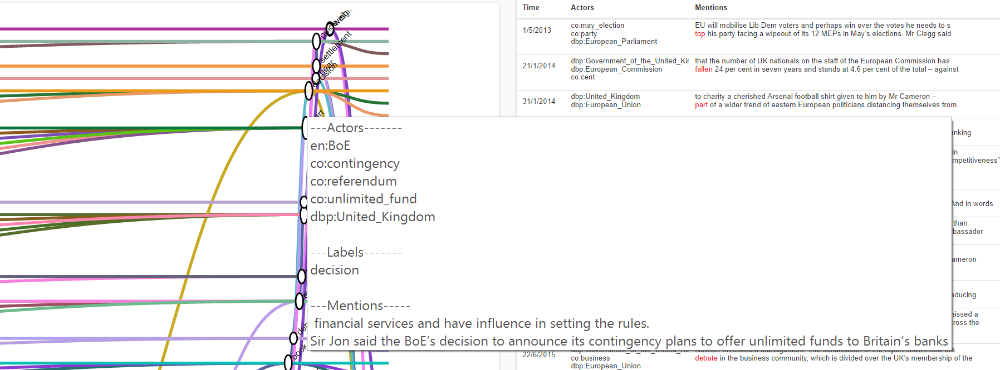 settlement
decision
Time Actors Mentions
1/5/2013
co:may_election
co:party
dbp:European_Parliament
EU will mobilise Lib Dem voters and perhaps win over the votes he needs to s
top his party facing a wipeout of its 12 MEPs in May’s elections. Mr Clegg said
21/1/2014
dbp:Government_of_the_United_Kir
dbp:European_Commission
co:cent
that the number of UK nationals on the staff of the European Commission has
fallen 24 per cent in seven years and stands at 4.6 per cent of the total – against
31/1/2014
dbp:United_Kingdom
dbp:European_Union
to charity a cherished Arsenal football shirt given to him by Mr Cameron –
part of a wider trend of eastern European politicians distancing themselves from
---Actors-------
en:BoE
co:contingency
co:referendum
co:unlimited_fund
dbp:United_Kingdom
---Labels-------
decision
---Mentions-----
financial services and have influence in setting the rules.
Sir Jon said the BoE’s decision to announce its contingency plans to offer unlimited funds to Britain’s banks
anking
in
mpetitiveness”
And in words
than
bassador
ameron
educing
nissed a
cross the
book
22/6/2015
co:business
dbp:European_Union
debate in the business community, which is divided over the UK’s membership of the